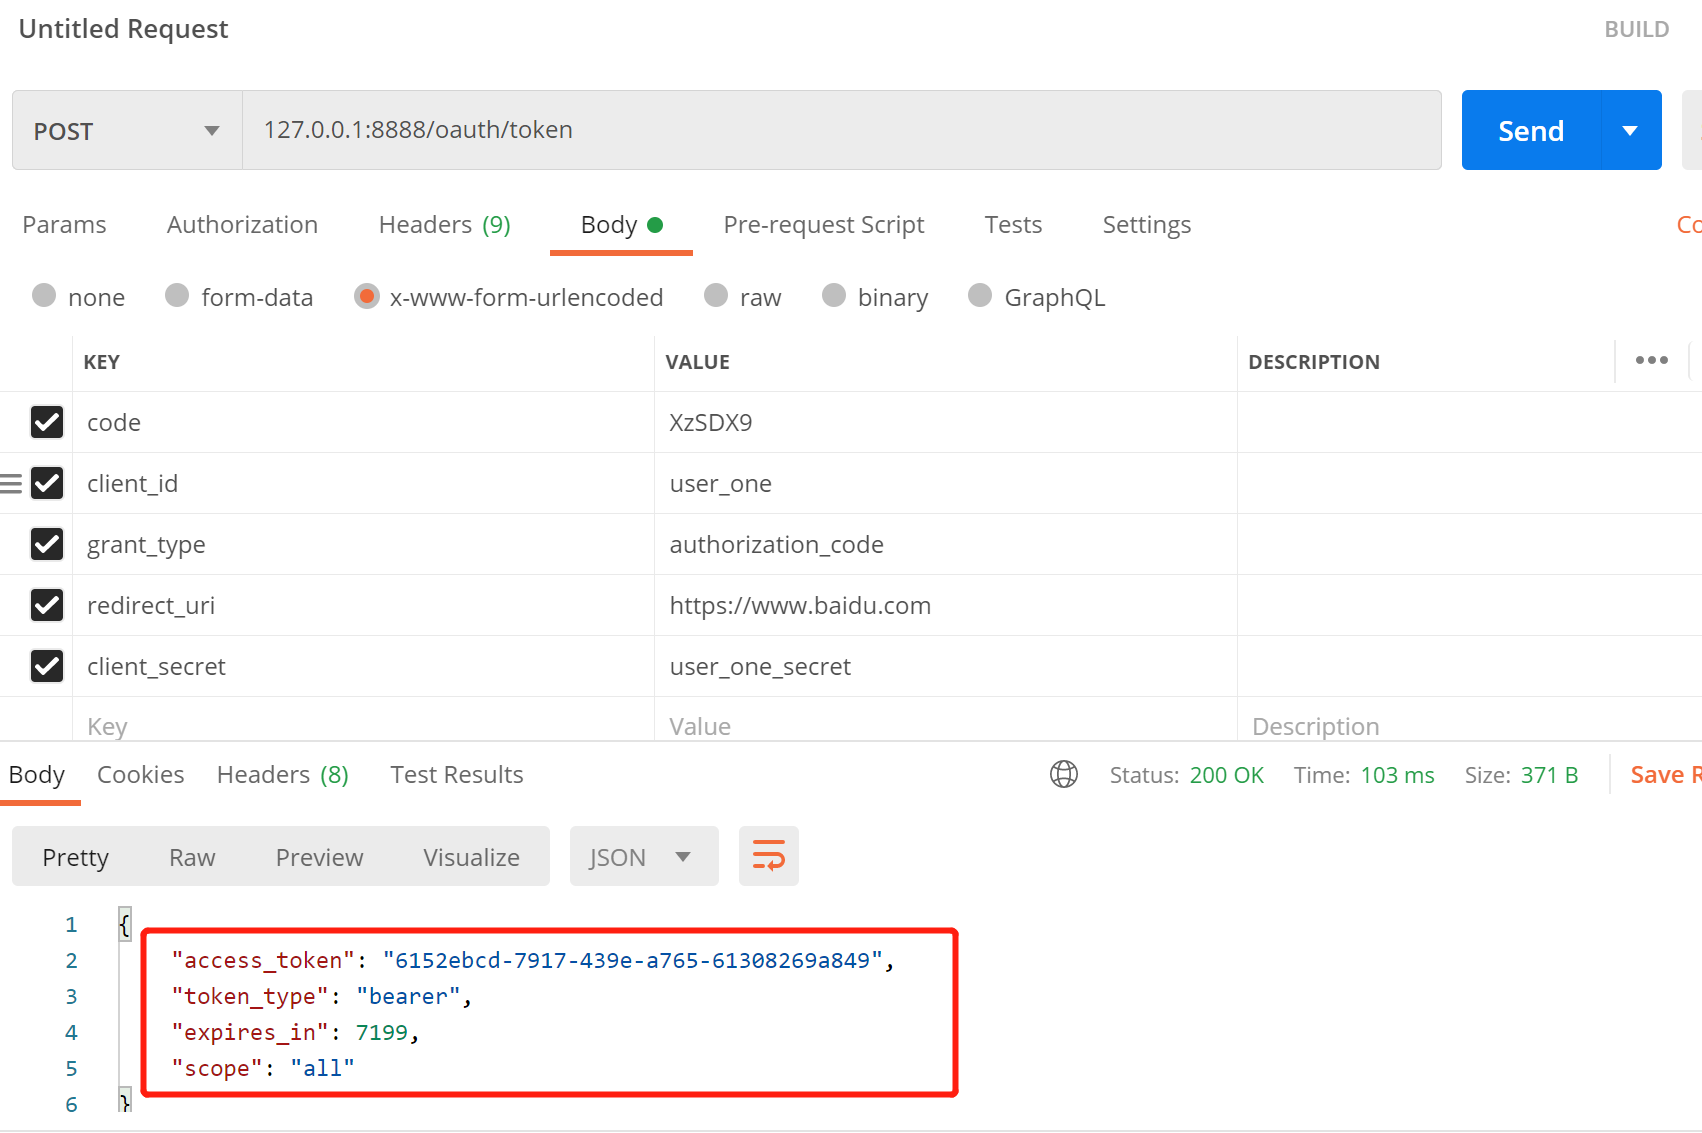 Untitled Request BUILD
POST 127.0.0.1:8888/oauth/token Send
Params Authorization Headers (9) Body Pre-request Script Tests Settings Co
none form-data x-www-form-urlencoded raw binary GraphQL
KEY VALUE DESCRIPTION •••
code XzSDX9
client_id user_one
grant_type authorization_code
redirect_uri https://www.baidu.com
client_secret user_one_secret
Key Value Description
Body Cookies Headers (8) Test Results Status: 200 OK Time: 103 ms Size: 371 B Save R
Pretty Raw Preview Visualize JSON
1 {
2 "access_token": "6152ebcd-7917-439e-a765-61308269a849",
3 "token_type": "bearer",
4 "expires_in": 7199,
5 "scope": "all"
6 }